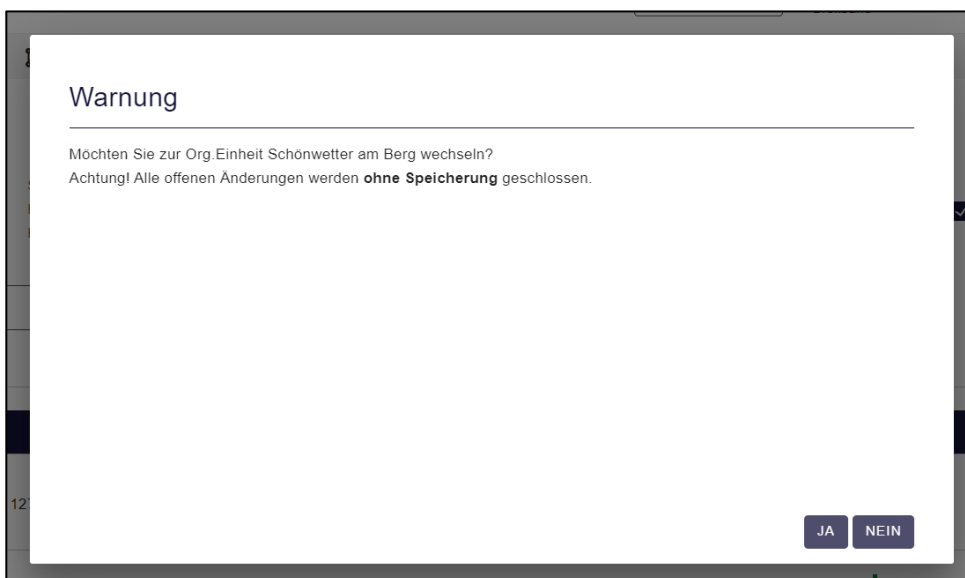 Warnung
Möchten Sie zur Org.Einheit Schönwetter am Berg wechseln?
Achtung! Alle offenen Änderungen werden ohne Speicherung geschlossen.
12
JA NEIN